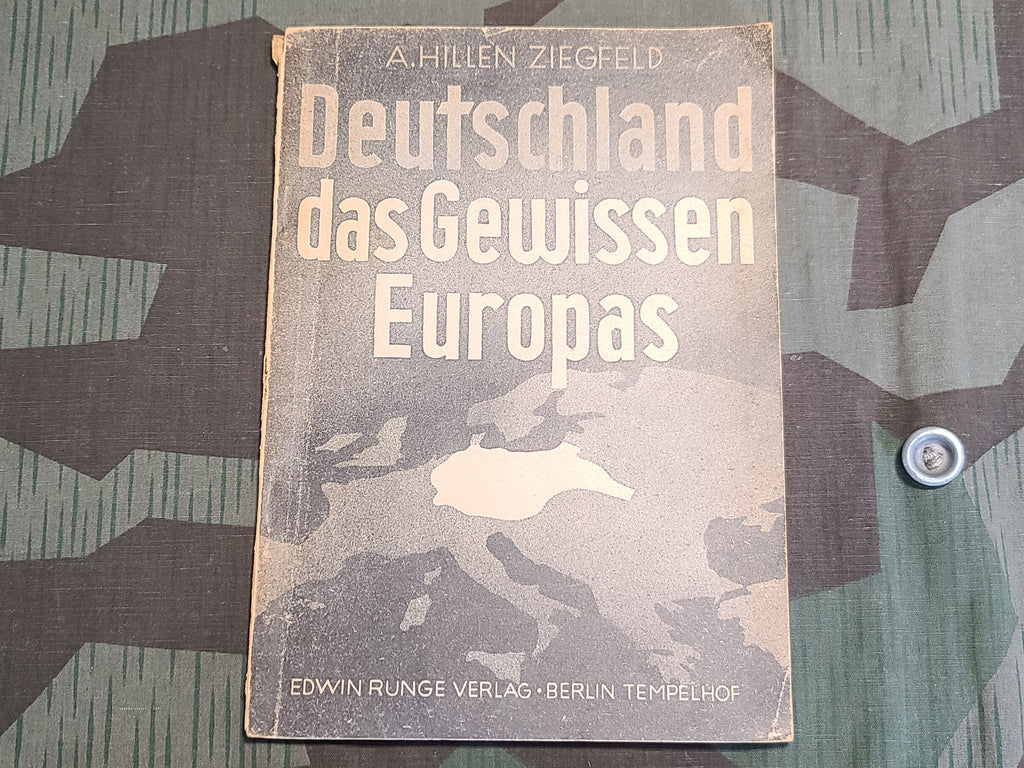 A. HILLEN ZIEGFELD
Deutschland
das Gewissen
Europas
EDWIN RUNGE VERLAG • BERLIN TEMPELHOF